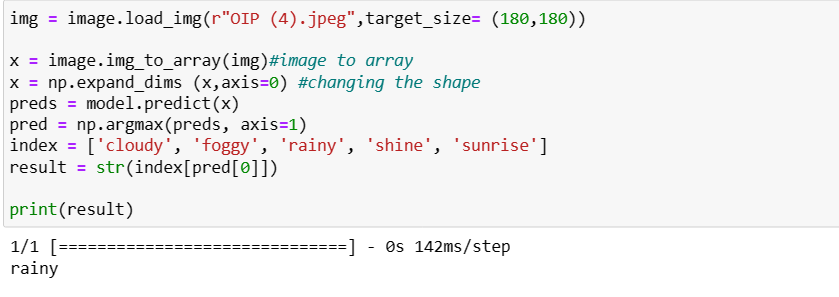 img = image.load_img(r"OIP (4).jpeg",target_size= (180,180))
x = image.img_to_array(img)#image to array
x = np.expand_dims (x,axis=0) #changing the shape
preds = model.predict(x)
pred = np.argmax(preds, axis=1)
index = ['cloudy', 'foggy', 'rainy', 'shine', 'sunrise']
result = str(index[pred[0]])
print(result)
1/1 [==============================] - 0s 142ms/step
rainy